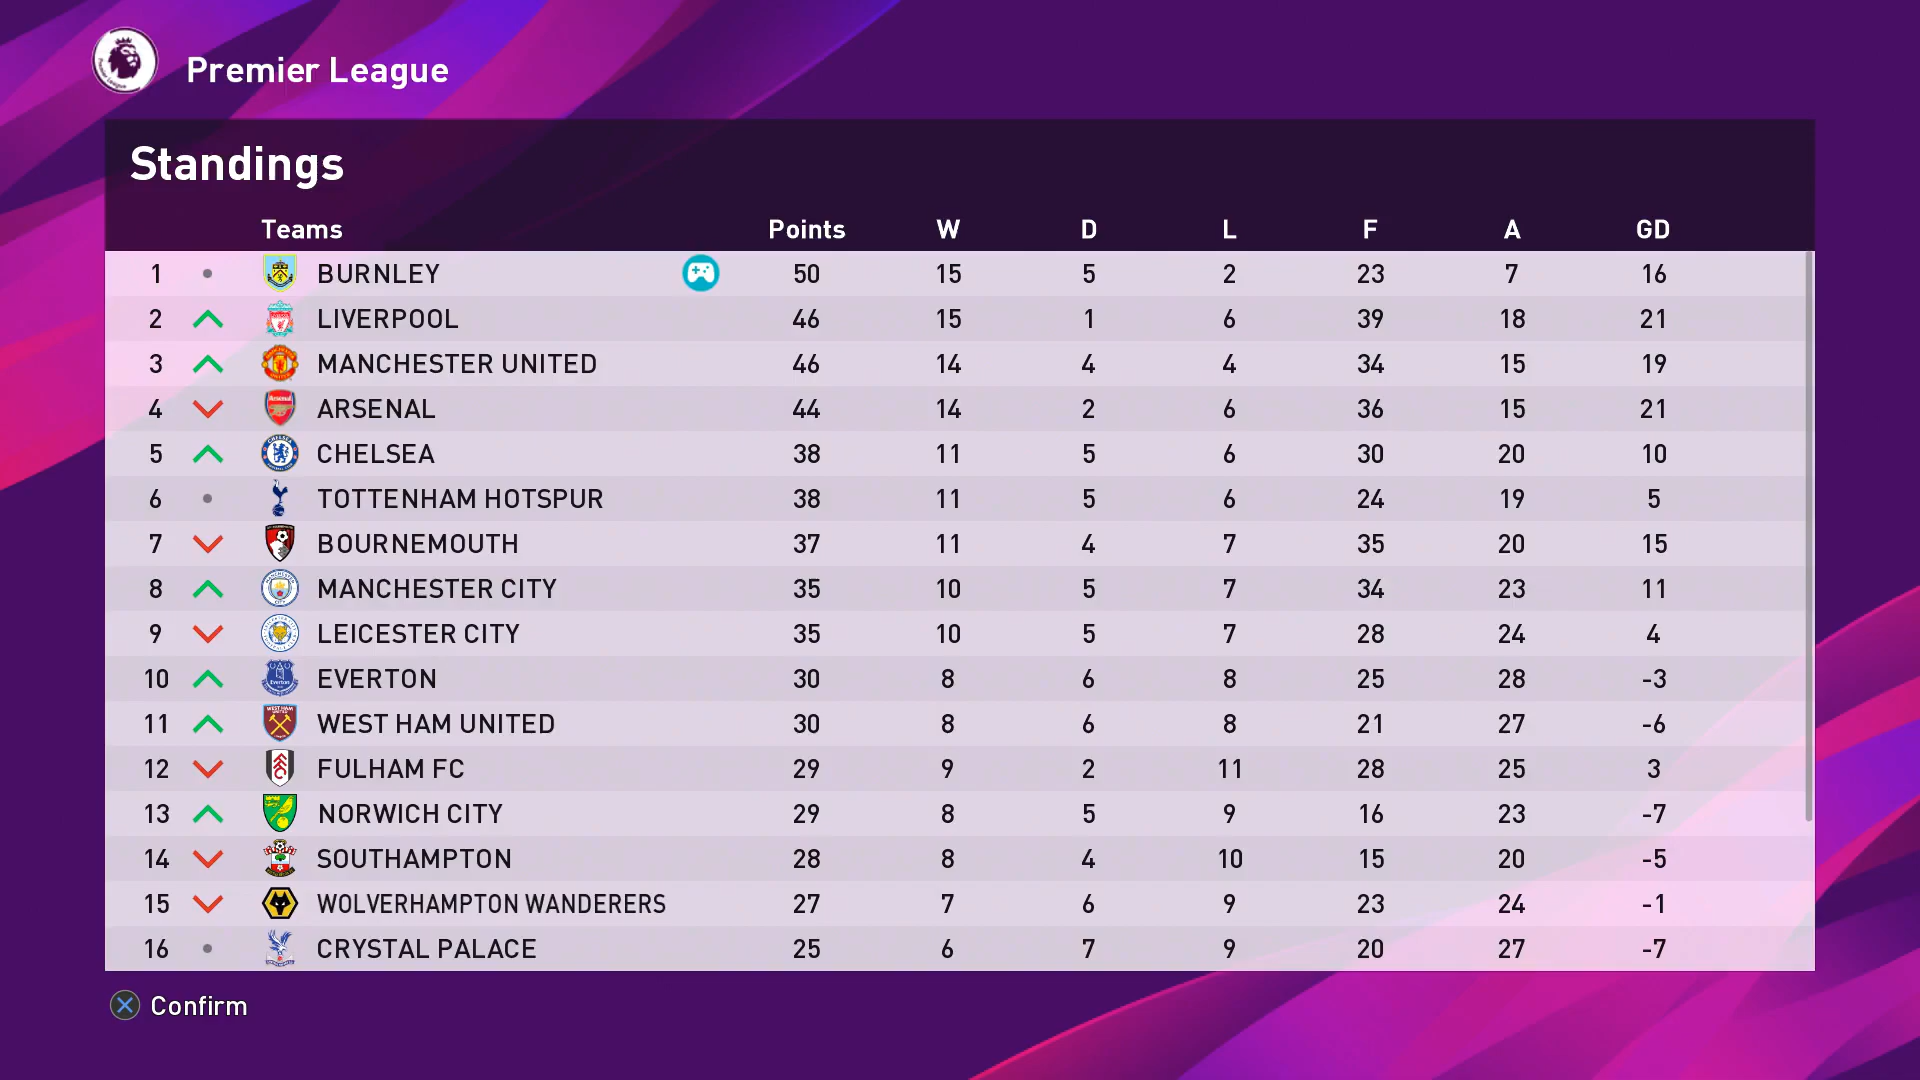 Premier League
Standings
Teams Points W D L F A GD
1 BURNLEY 50 15 5 2 23 7 16
2 LIVERPOOL 46 15 1 6 39 18 21
3 MANCHESTER UNITED 46 14 4 4 34 15 19
4 ARSENAL 44 14 2 6 36 15 21
5 CHELSEA 38 11 5 6 30 20 10
6 TOTTENHAM HOTSPUR 38 11 5 6 24 19 5
7 BOURNEMOUTH 37 11 4 7 35 20 15
8 MANCHESTER CITY 35 10 5 7 34 23 11
9 LEICESTER CITY 35 10 5 7 28 24 4
10 EVERTON 30 8 6 8 25 28 -3
11 WEST HAM UNITED 30 8 6 8 21 27 -6
12 FULHAM FC 29 9 2 11 28 25 3
13 NORWICH CITY 29 8 5 9 16 23 -7
14 SOUTHAMPTON 28 8 4 10 15 20 -5
15 WOLVERHAMPTON WANDERERS 27 7 6 9 23 24 -1
16 CRYSTAL PALACE 25 6 7 9 20 27 -7
Confirm